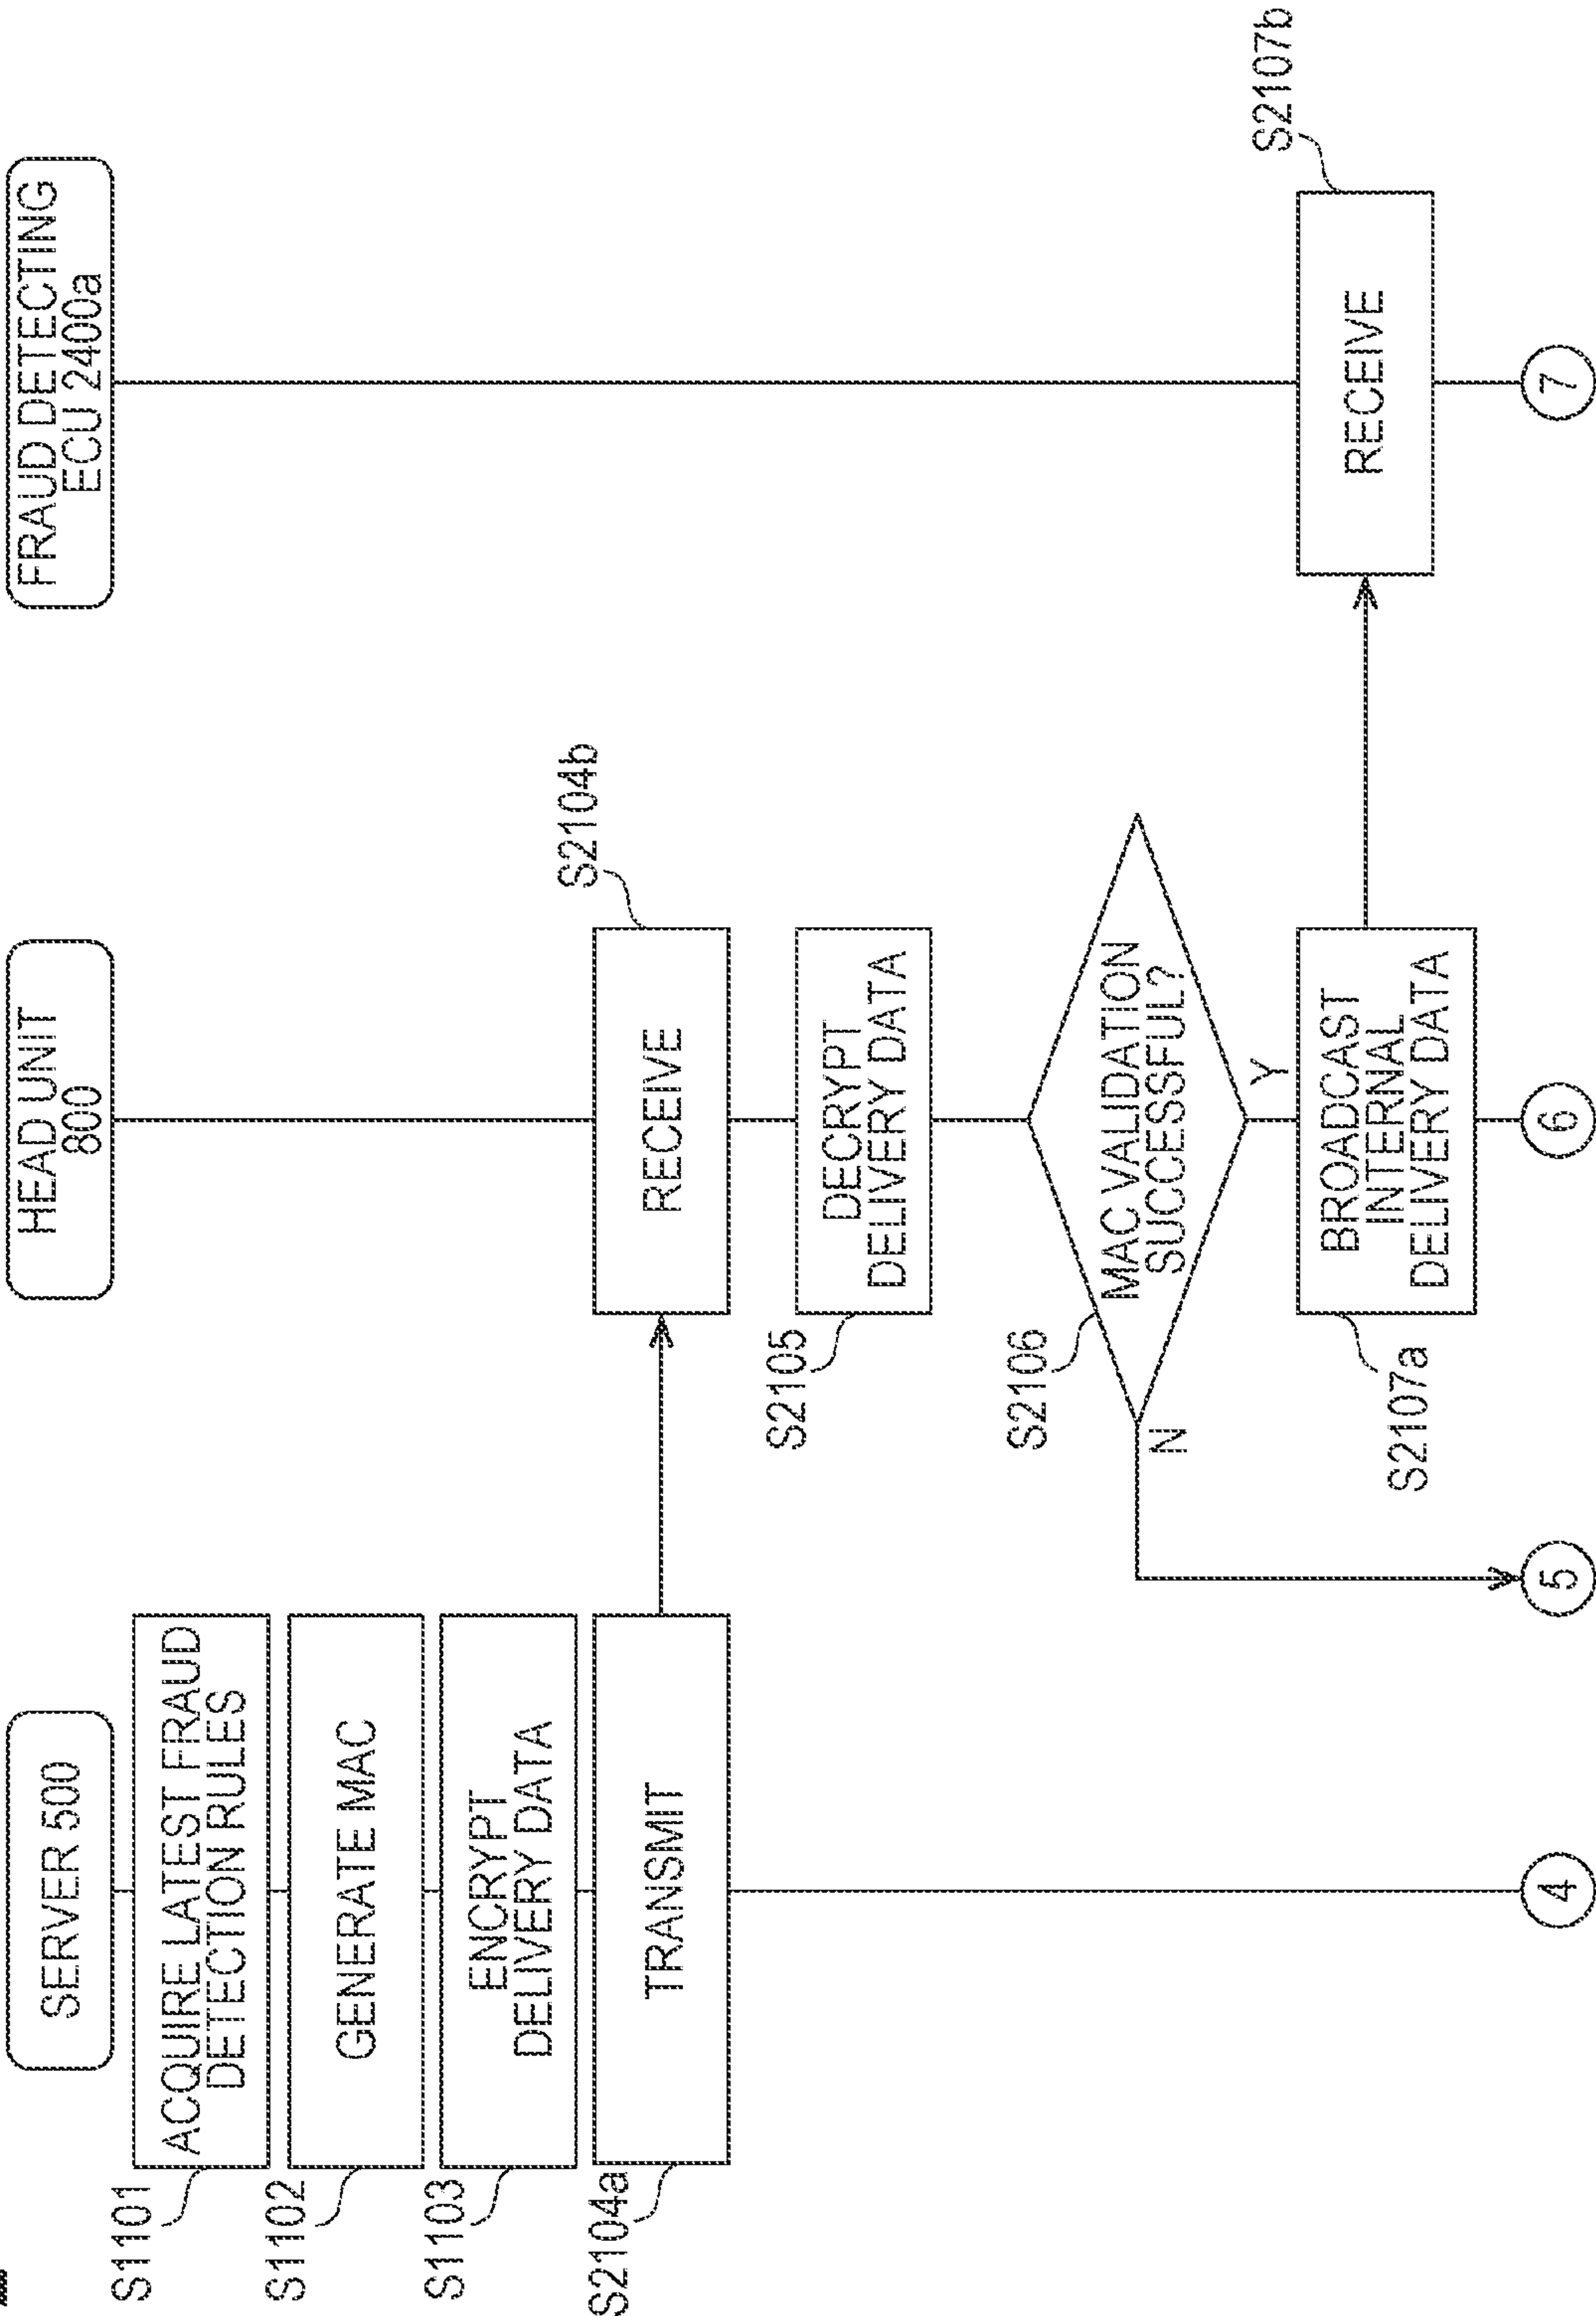 SERVER 500
HEAD UNIT
800
FRAUD DETECTING
ECU 2400a
S1101
ACQUIRE LATEST FRAUD
DETECTION RULES
S1102
GENERATE MAC
S1103
ENCRYPT
DELIVERY DATA
S2104a
TRANSMIT
S2104b
RECEIVE
S2105
DECRYPT
DELIVERY DATA
S2106
MAC VALIDATION
SUCCESSFUL?
N
Y
S2107a
BROADCAST
INTERNAL
DELIVERY DATA
S2107b
RECEIVE
4
5
6
7